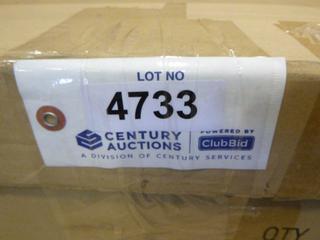 LOT NO
4733
CENTURY
AUCTIONS
POWERED BY
ClubBid
A DIVISION OF CENTURY SERVICES
QTY